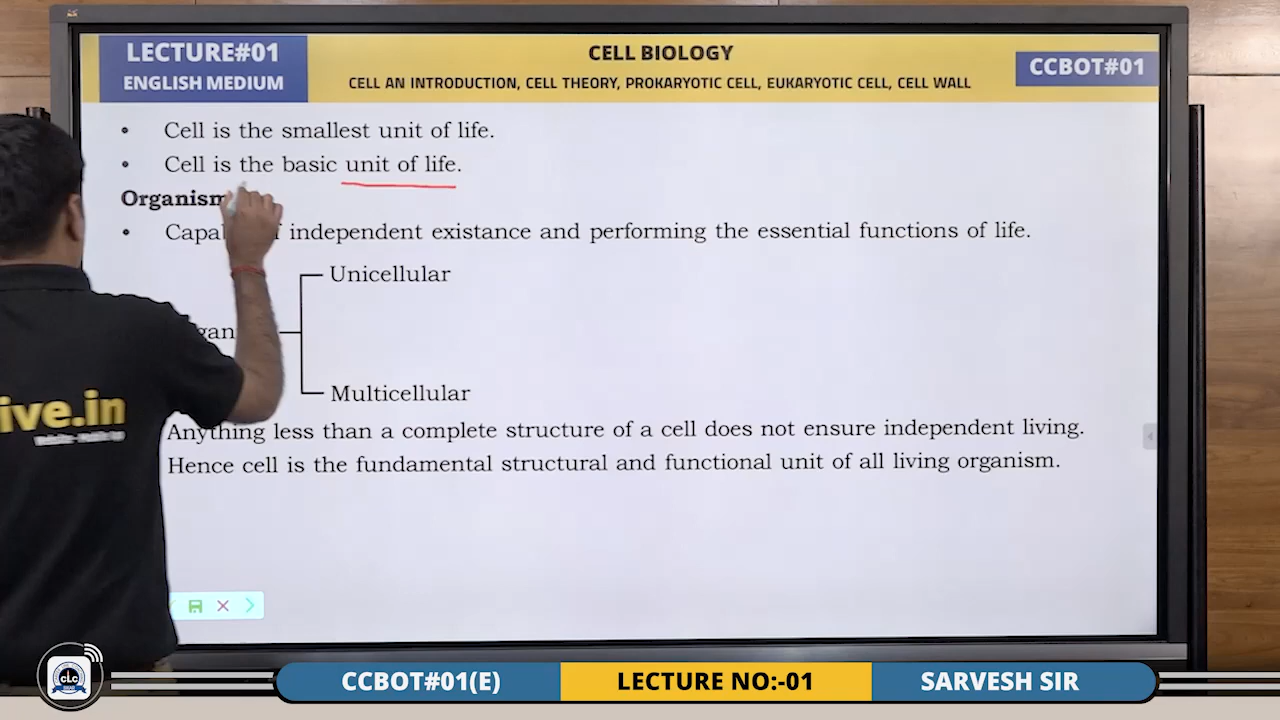 LECTURE#01
ENGLISH MEDIUM
CELL BIOLOGY
CELL AN INTRODUCTION, CELL THEORY, PROKARYOTIC CELL, EUKARYOTIC CELL, CELL WALL
CCBOT#01
• Cell is the smallest unit of life.
• Cell is the basic unit of life.
Organism
• independent existance and performing the essential functions of life.
Unicellular
Multicellular
Anything less than a complete structure of a cell does not ensure independent living.
Hence cell is the fundamental structural and functional unit of all living organism.
ive.in
CLC
CCBOT#01(E)
LECTURE NO:-01
SARVESH SIR